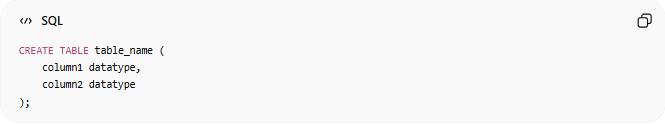 SQL
CREATE TABLE table_name (
    column1 datatype,
    column2 datatype
);